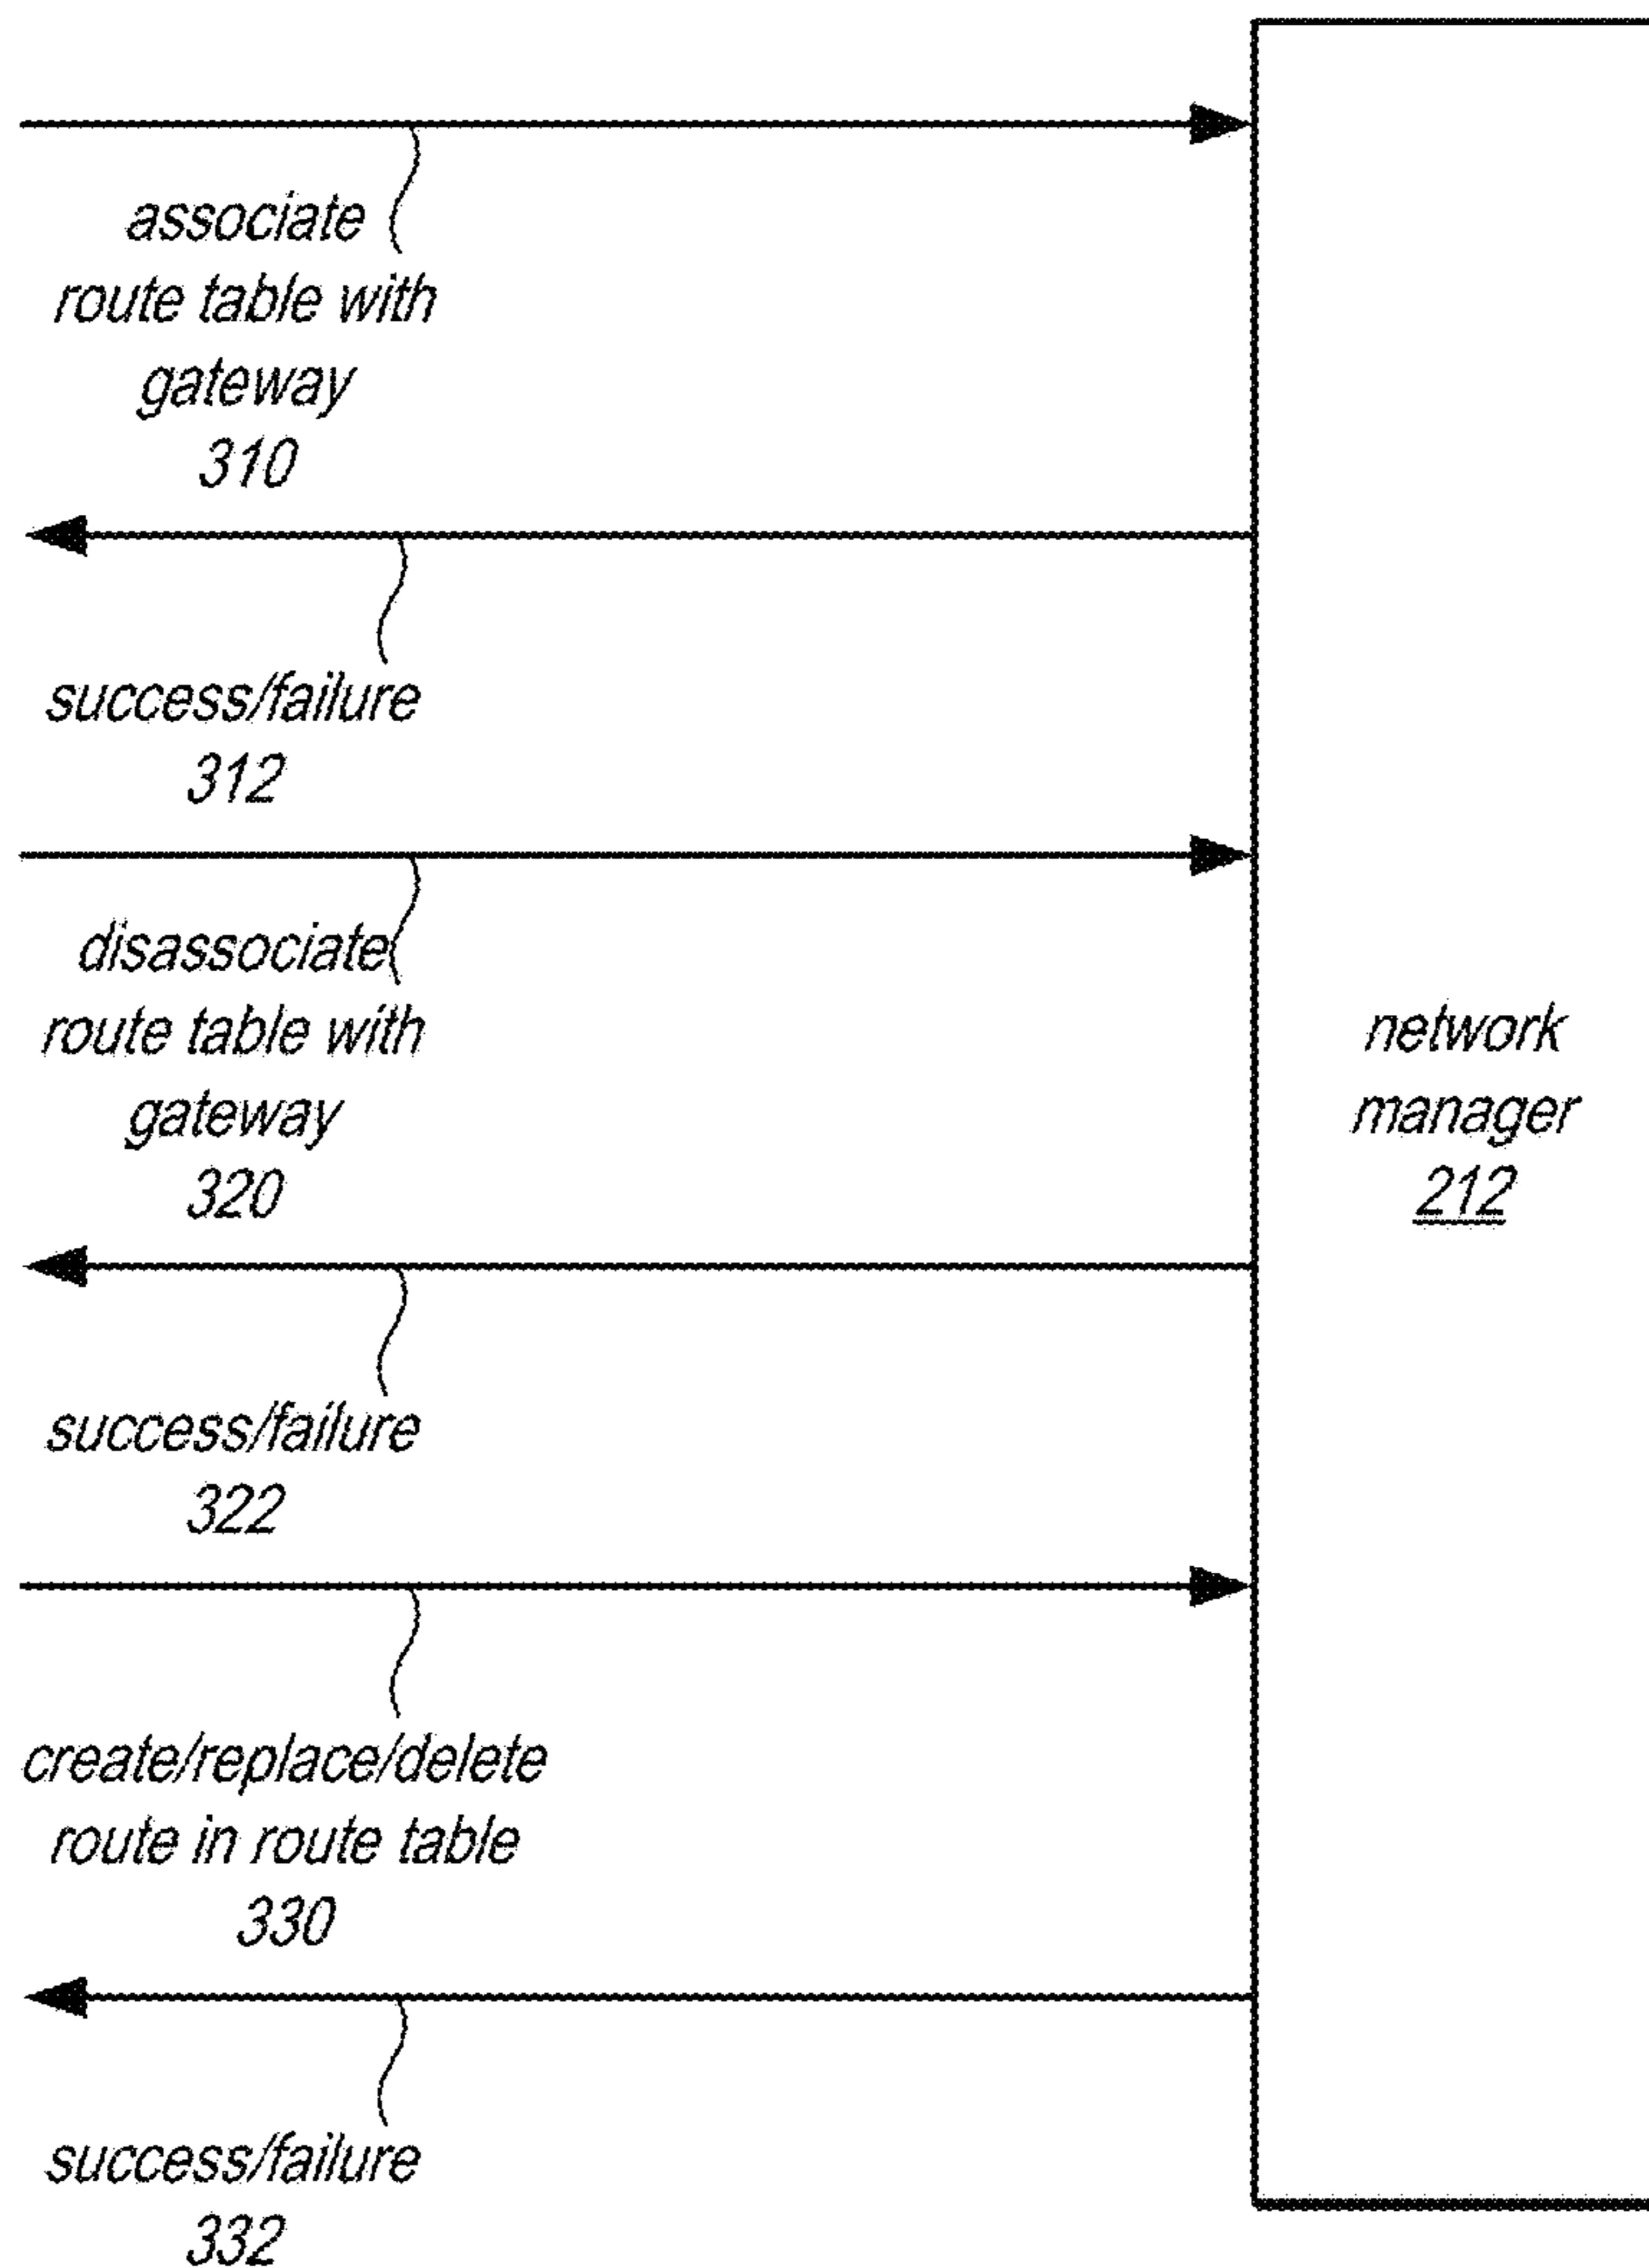 associate
route table with
gateway
310
success/failure
312
disassociate
route table with
gateway
320
success/failure
322
create/replace/delete
route in route table
330
success/failure
332
network
manager
212